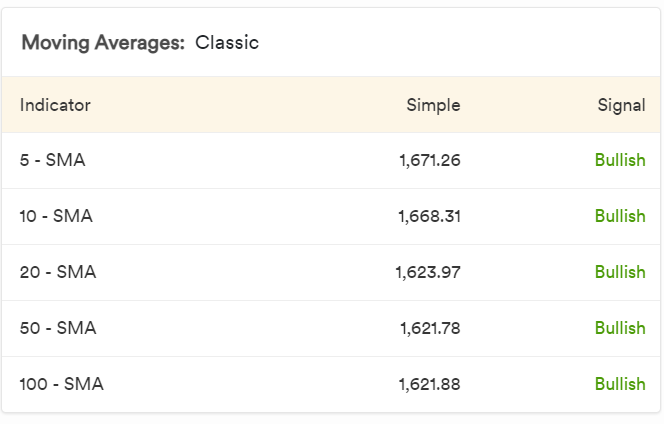 Moving Averages: Classic
Indicator Simple Signal
5 - SMA 1,671.26 Bullish
10 - SMA 1,668.31 Bullish
20 - SMA 1,623.97 Bullish
50 - SMA 1,621.78 Bullish
100 - SMA 1,621.88 Bullish